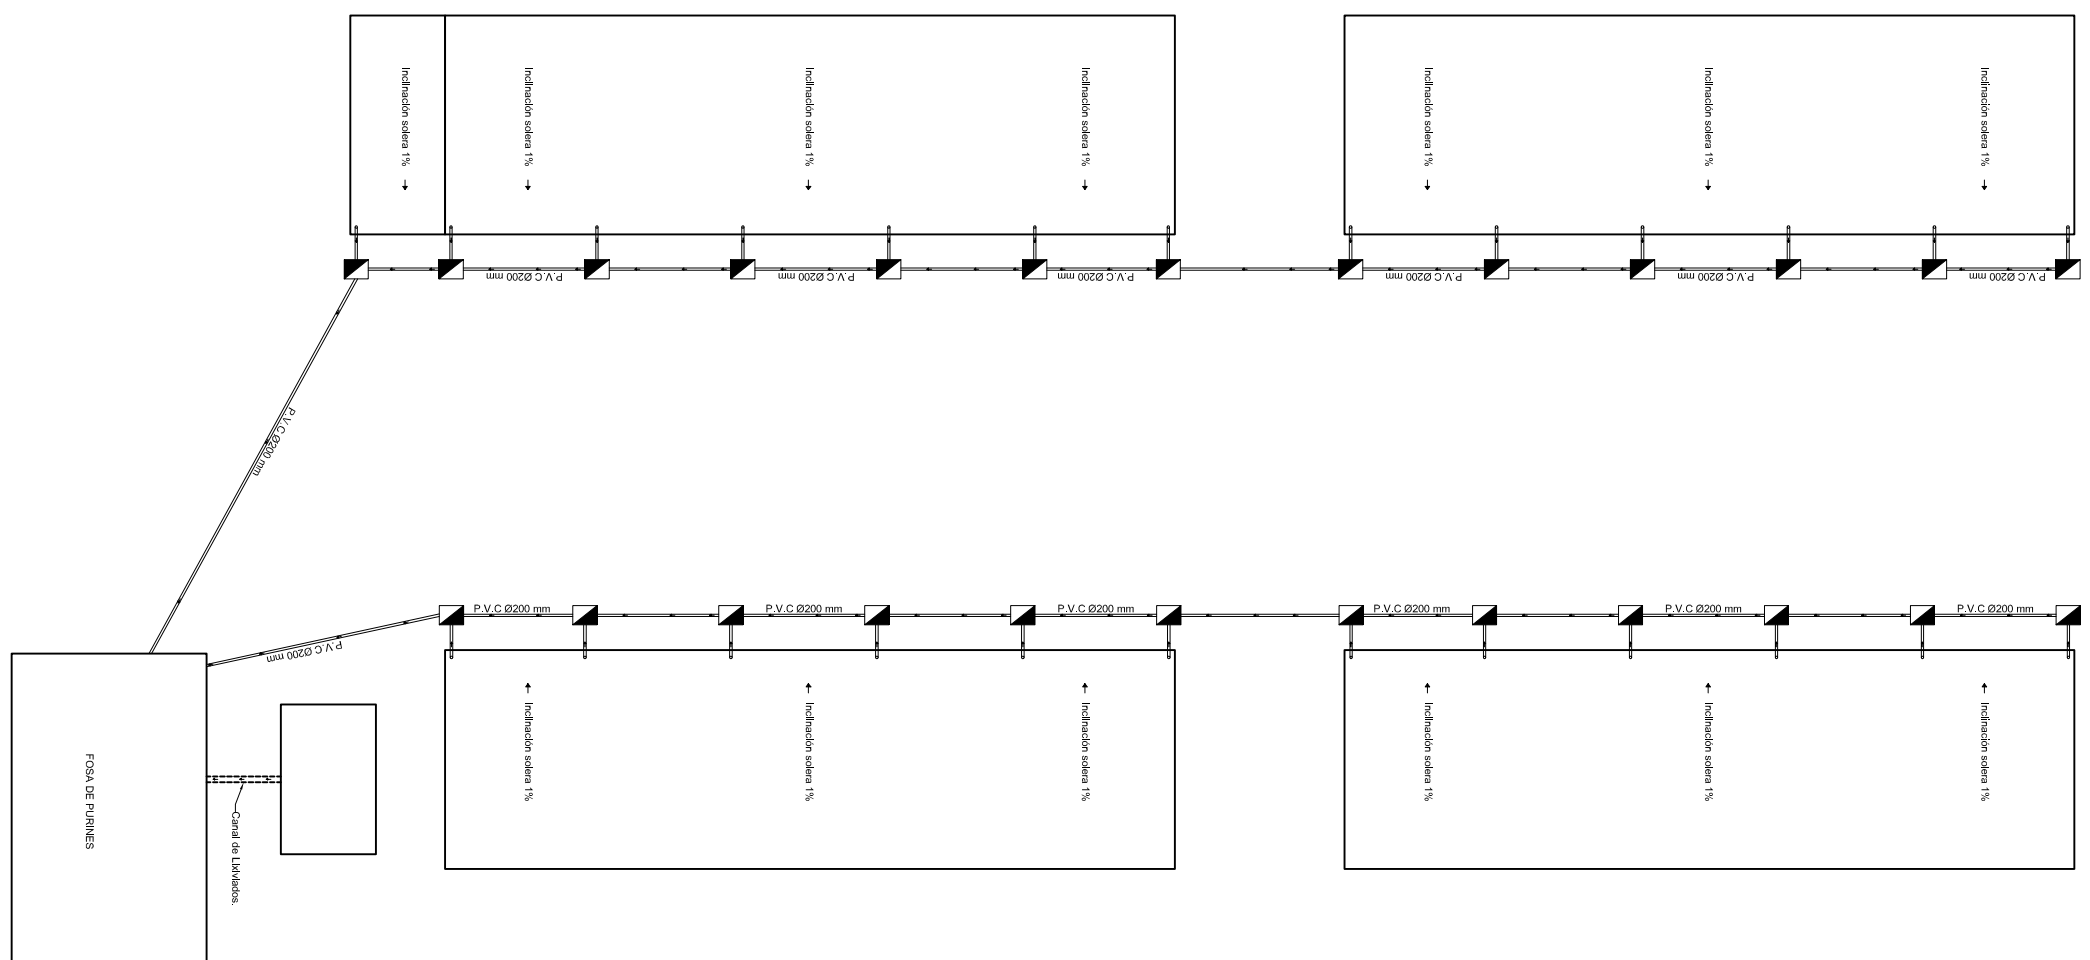 Inclinación solera 1%
Inclinación solera 1%
Inclinación solera 1%
Inclinación solera 1%
Inclinación solera 1%
Inclinación solera 1%
Inclinación solera 1%
P.V.C Ø200 mm
P.V.C Ø200 mm
P.V.C Ø200 mm
P.V.C Ø200 mm
P.V.C Ø200 mm
P.V.C Ø200 mm
P.V.C Ø200 mm
P.V.C Ø200 mm
P.V.C Ø200 mm
P.V.C Ø200 mm
P.V.C Ø200 mm
P.V.C Ø200 mm
P.V.C Ø200 mm
P.V.C Ø200 mm
Inclinación solera 1%
Inclinación solera 1%
Inclinación solera 1%
Inclinación solera 1%
Inclinación solera 1%
Inclinación solera 1%
FOSA DE PURINES
Canal de Lixiviados.